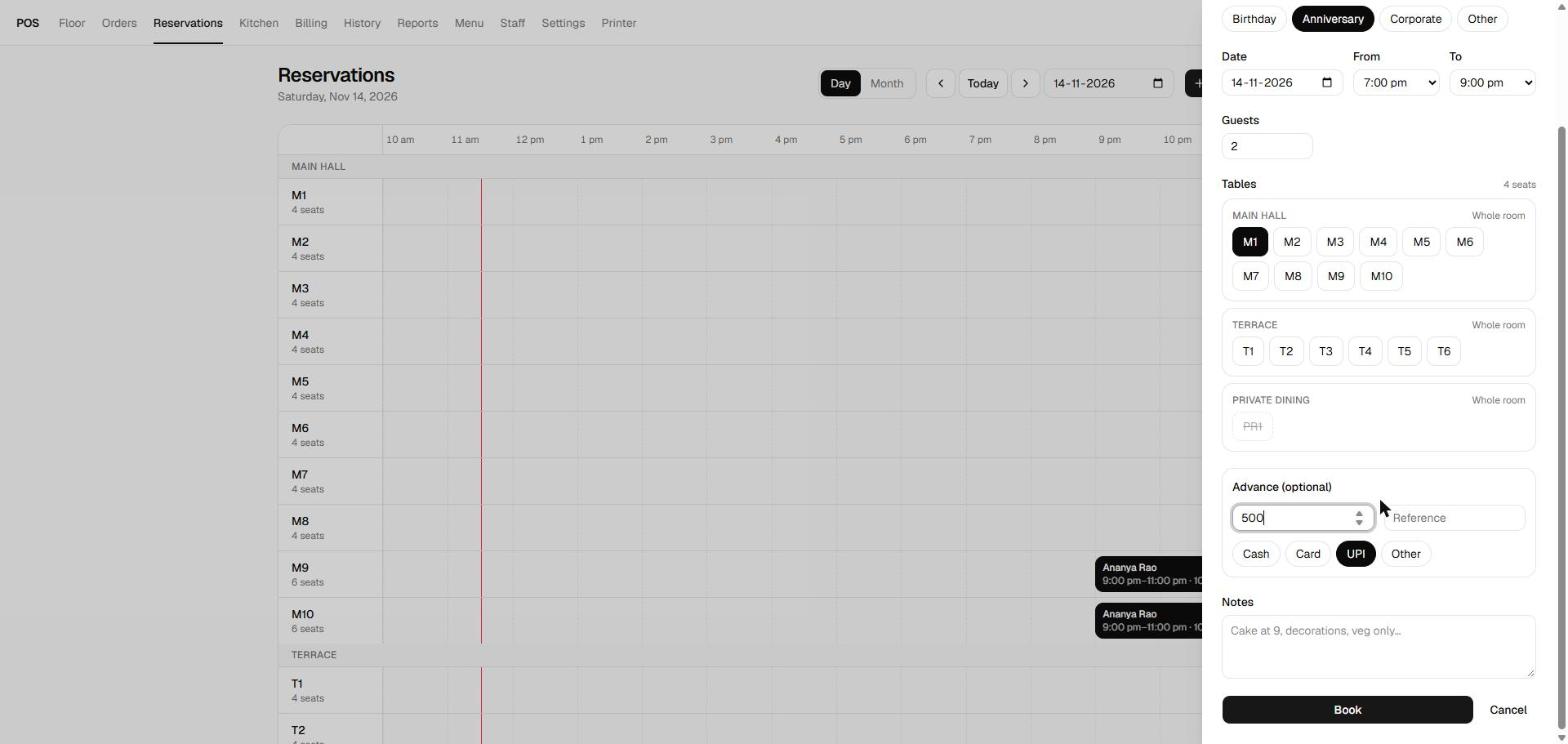 POS Floor Orders Reservations Kitchen Billing History Reports Menu Staff Settings Printer
Reservations
Saturday, Nov 14, 2026
Day Month Today 14-11-2026
10 am 11 am 12 pm 1 pm 2 pm 3 pm 4 pm 5 pm 6 pm 7 pm 8 pm 9 pm 10 pm
MAIN HALL
M1
4 seats
M2
4 seats
M3
4 seats
M4
4 seats
M5
4 seats
M6
4 seats
M7
4 seats
M8
4 seats
M9
6 seats
Ananya Rao
9:00 pm–11:00 pm · 10
M10
6 seats
Ananya Rao
9:00 pm–11:00 pm · 10
TERRACE
T1
4 seats
T2
Birthday Anniversary Corporate Other
Date From To
14-11-2026 7:00 pm 9:00 pm
Guests
2
Tables 4 seats
MAIN HALL Whole room
M1 M2 M3 M4 M5 M6
M7 M8 M9 M10
TERRACE Whole room
T1 T2 T3 T4 T5 T6
PRIVATE DINING Whole room
PR1
Advance (optional)
500 Reference
Cash Card UPI Other
Notes
Cake at 9, decorations, veg only...
Book Cancel